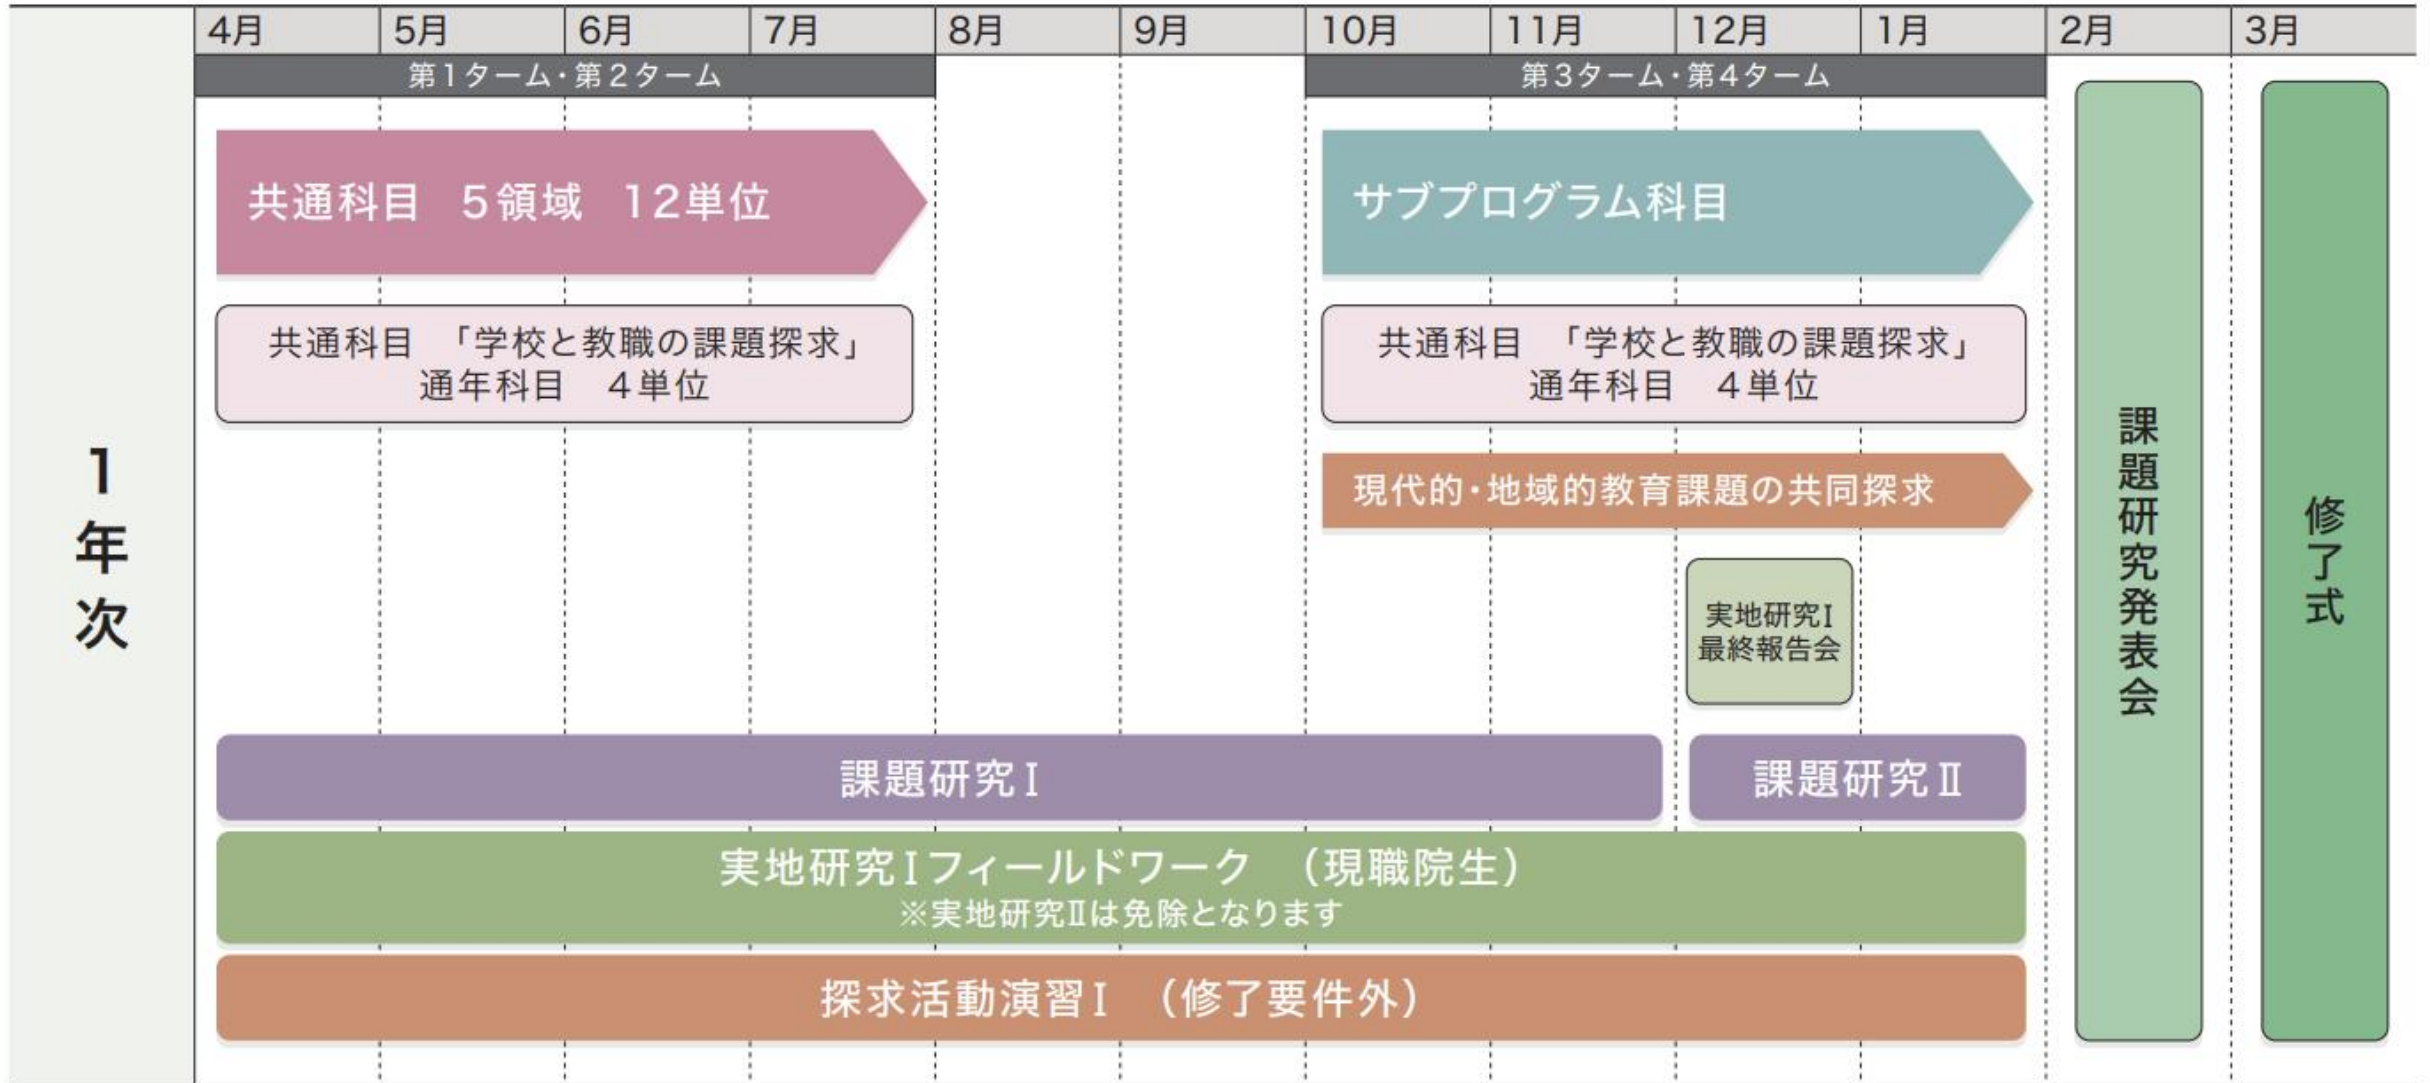 4月 5月 6月 7月 8月 9月 10月 11月 12月 1月 2月 3月
第1ターム・第2ターム
第3ターム・第4ターム
1年次
共通科目 5領域 12単位
サブプログラム科目
共通科目 「学校と教職の課題探求」
通年科目 4単位
共通科目 「学校と教職の課題探求」
通年科目 4単位
現代的・地域的教育課題の共同探求
実地研究Ⅰ
最終報告会
課題研究Ⅰ
課題研究Ⅱ
実地研究Ⅰフィールドワーク (現職院生)
※実地研究Ⅱは免除となります
探求活動演習Ⅰ (修了要件外)
課題研究発表会
修了式